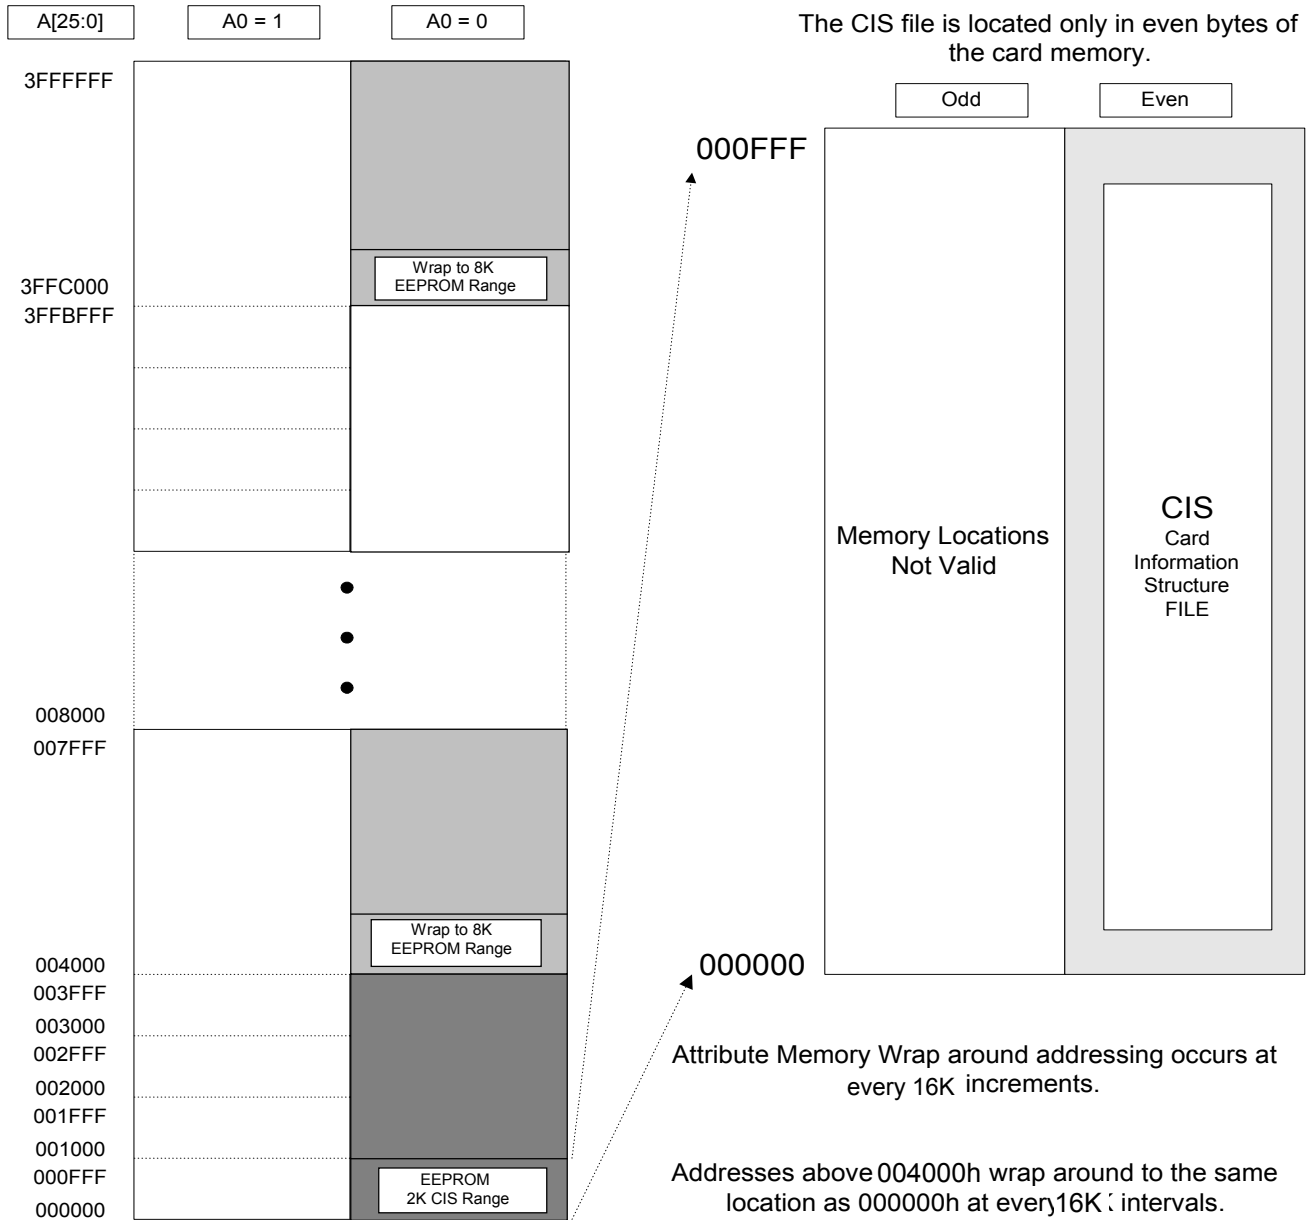 A[25:0]
A0 = 1
A0 = 0
3FFFFFF
Wrap to 8K
EEPROM Range
3FFC000
3FFBFFF
008000
007FFF
Wrap to 8K
EEPROM Range
004000
003FFF
003000
002FFF
002000
001FFF
001000
000FFF
EEPROM
2K CIS Range
000000
The CIS file is located only in even bytes of
the card memory.
Odd
Even
000FFF
Memory Locations
Not Valid
CIS
Card
Information
Structure
FILE
000000
Attribute Memory Wrap around addressing occurs at
every 16K increments.
Addresses above 004000h wrap around to the same
location as 000000h at every 16K intervals.